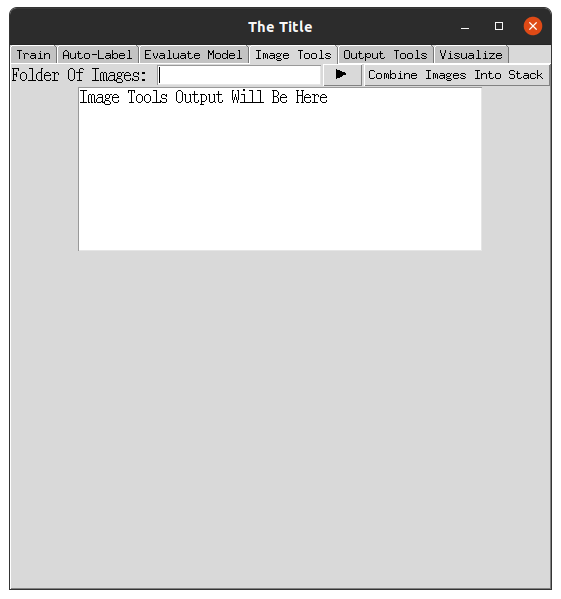 The Title
Train Auto-Label Evaluate Model Image Tools Output Tools Visualize
Folder Of Images: Combine Images Into Stack
Image Tools Output Will Be Here